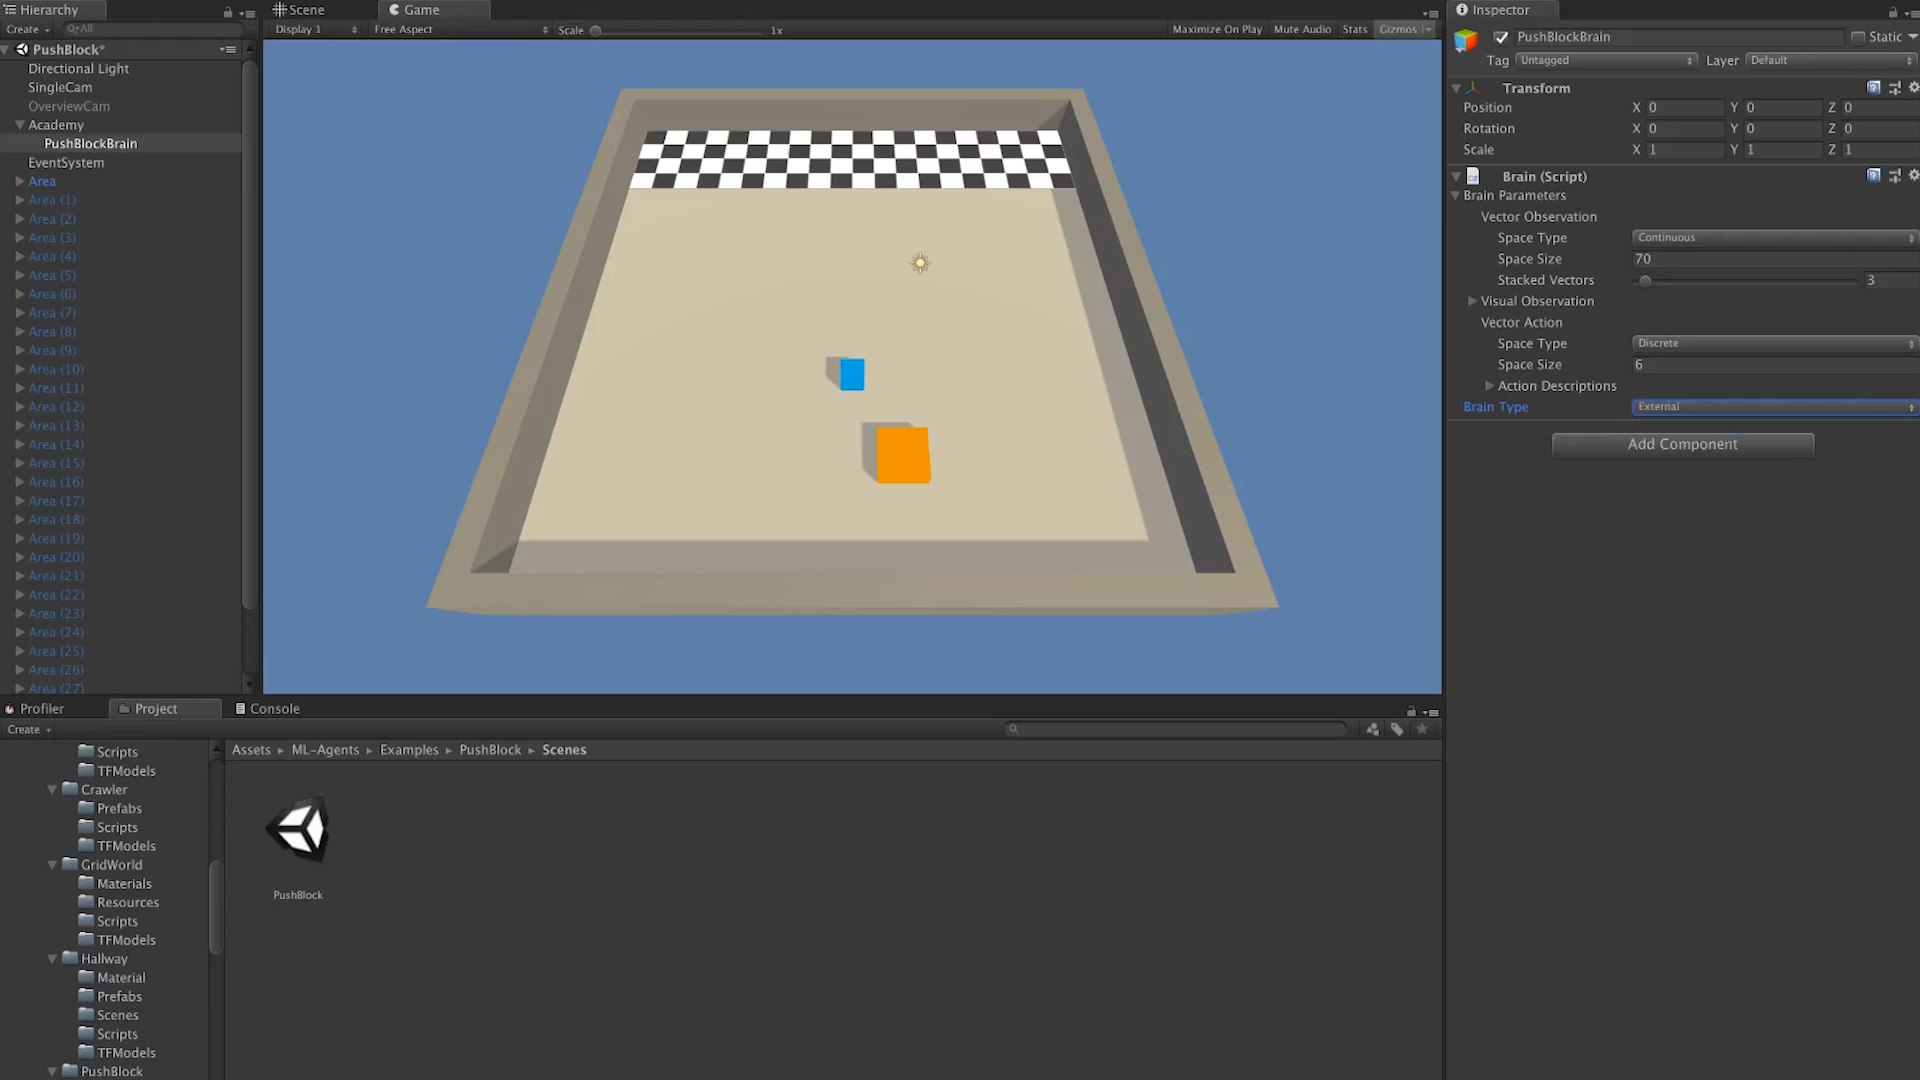 Hierarchy
Create
All
PushBlock*
Directional Light
SingleCam
OverviewCam
Academy
PushBlockBrain
EventSystem
Area
Area (1)
Area (2)
Area (3)
Area (4)
Area (5)
Area (6)
Area (7)
Area (8)
Area (9)
Area (10)
Area (11)
Area (12)
Area (13)
Area (14)
Area (15)
Area (16)
Area (17)
Area (18)
Area (19)
Area (20)
Area (21)
Area (22)
Area (23)
Area (24)
Area (25)
Area (26)
Area (27)
Scene
Game
Display 1
Free Aspect
Scale
1x
Maximize On Play
Mute Audio
Stats
Gizmos
Inspector
PushBlockBrain
Static
Tag
Untagged
Layer
Default
Transform
Position X 0 Y 0 Z 0
Rotation X 0 Y 0 Z 0
Scale X 1 Y 1 Z 1
Brain (Script)
Brain Parameters
Vector Observation
Space Type Continuous
Space Size 70
Stacked Vectors 3
Visual Observation
Vector Action
Space Type Discrete
Space Size 6
Action Descriptions
Brain Type External
Add Component
Profiler
Project
Console
Create
Scripts
TFModels
Crawler
Prefabs
Scripts
TFModels
GridWorld
Materials
Resources
Scripts
TFModels
Hallway
Material
Prefabs
Scenes
Scripts
TFModels
PushBlock
Assets ▸ ML-Agents ▸ Examples ▸ PushBlock ▸ Scenes
PushBlock